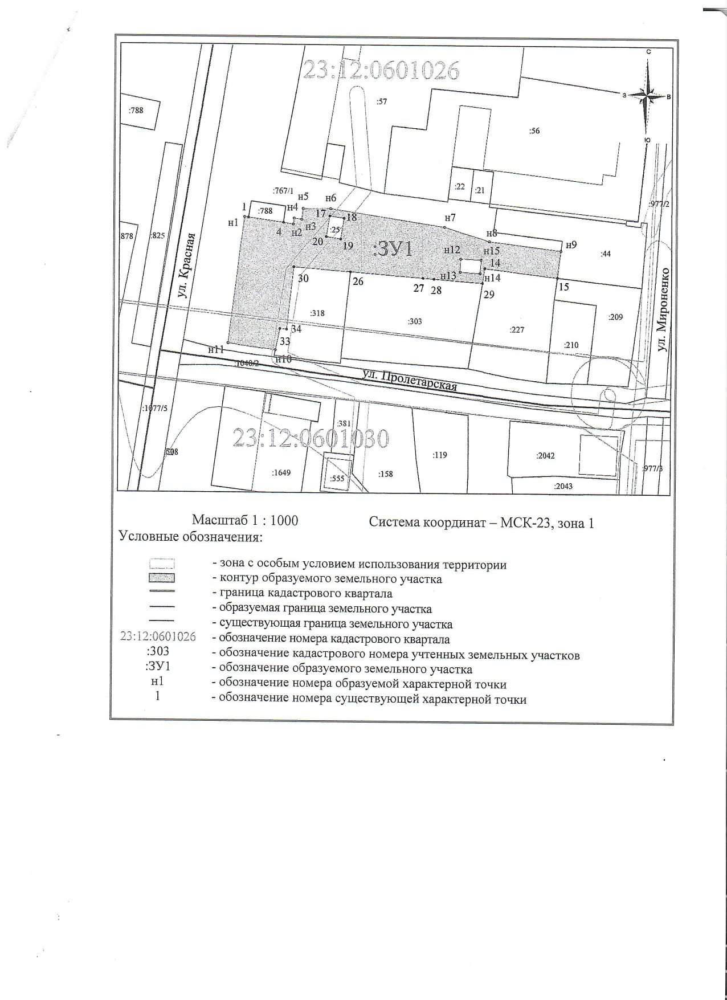 23:12:0601026
С
З
В
Ю
:57
:788
:56
:767/1
:22
:21
н5
н6
н4
1
:788
н1
:977/2
17
18
н7
н3
4
н2
:25
878
:825
20
19
н8
н9
:ЗУ1
н12
н15
:44
14
ул. Красная
30
26
н13
н14
27
28
15
29
ул. Мироненко
:318
:303
:209
34
:227
33
:210
н11
:1040/2
н10
ул. Пролетарская
:1077/5
:381
23:12:0601030
:508
:119
:2042
:1649
:555
:158
:977/3
:2043
Масштаб 1 : 1000
Система координат – МСК-23, зона 1
Условные обозначения:
- зона с особым условием использования территории
- контур образуемого земельного участка
- граница кадастрового квартала
- образуемая граница земельного участка
- существующая граница земельного участка
23:12:0601026 - обозначение номера кадастрового квартала
:303 - обозначение кадастрового номера учтенных земельных участков
:ЗУ1 - обозначение образуемого земельного участка
н1 - обозначение номера образуемой характерной точки
1 - обозначение номера существующей характерной точки